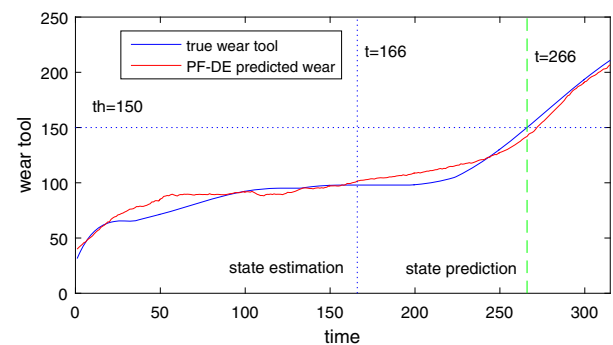 250
200
150
100
50
0
wear tool
true wear tool
PF-DE predicted wear
t=166
t=266
th=150
state estimation
state prediction
0 50 100 150 200 250 300
time